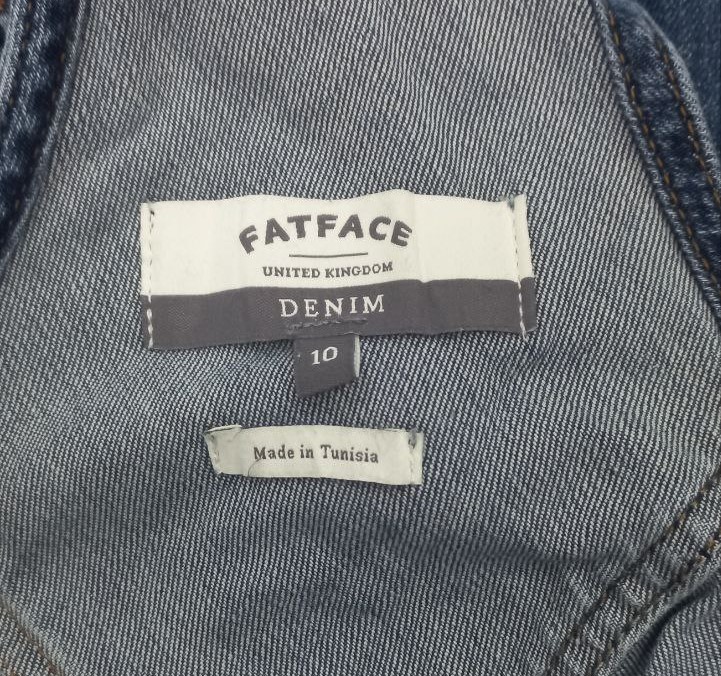 FATFACE
UNITED KINGDOM
DENIM
10
Made in Tunisia